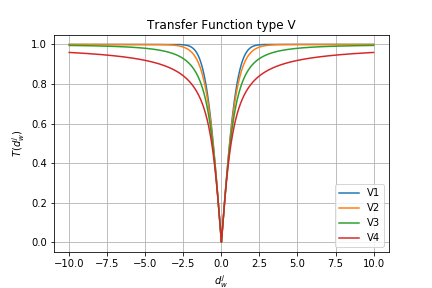 Transfer Function type V
T(d_w^j)
1.0
0.8
0.6
0.4
0.2
0.0
−10.0 −7.5 −5.0 −2.5 0.0 2.5 5.0 7.5 10.0
d_w^j
V1
V2
V3
V4